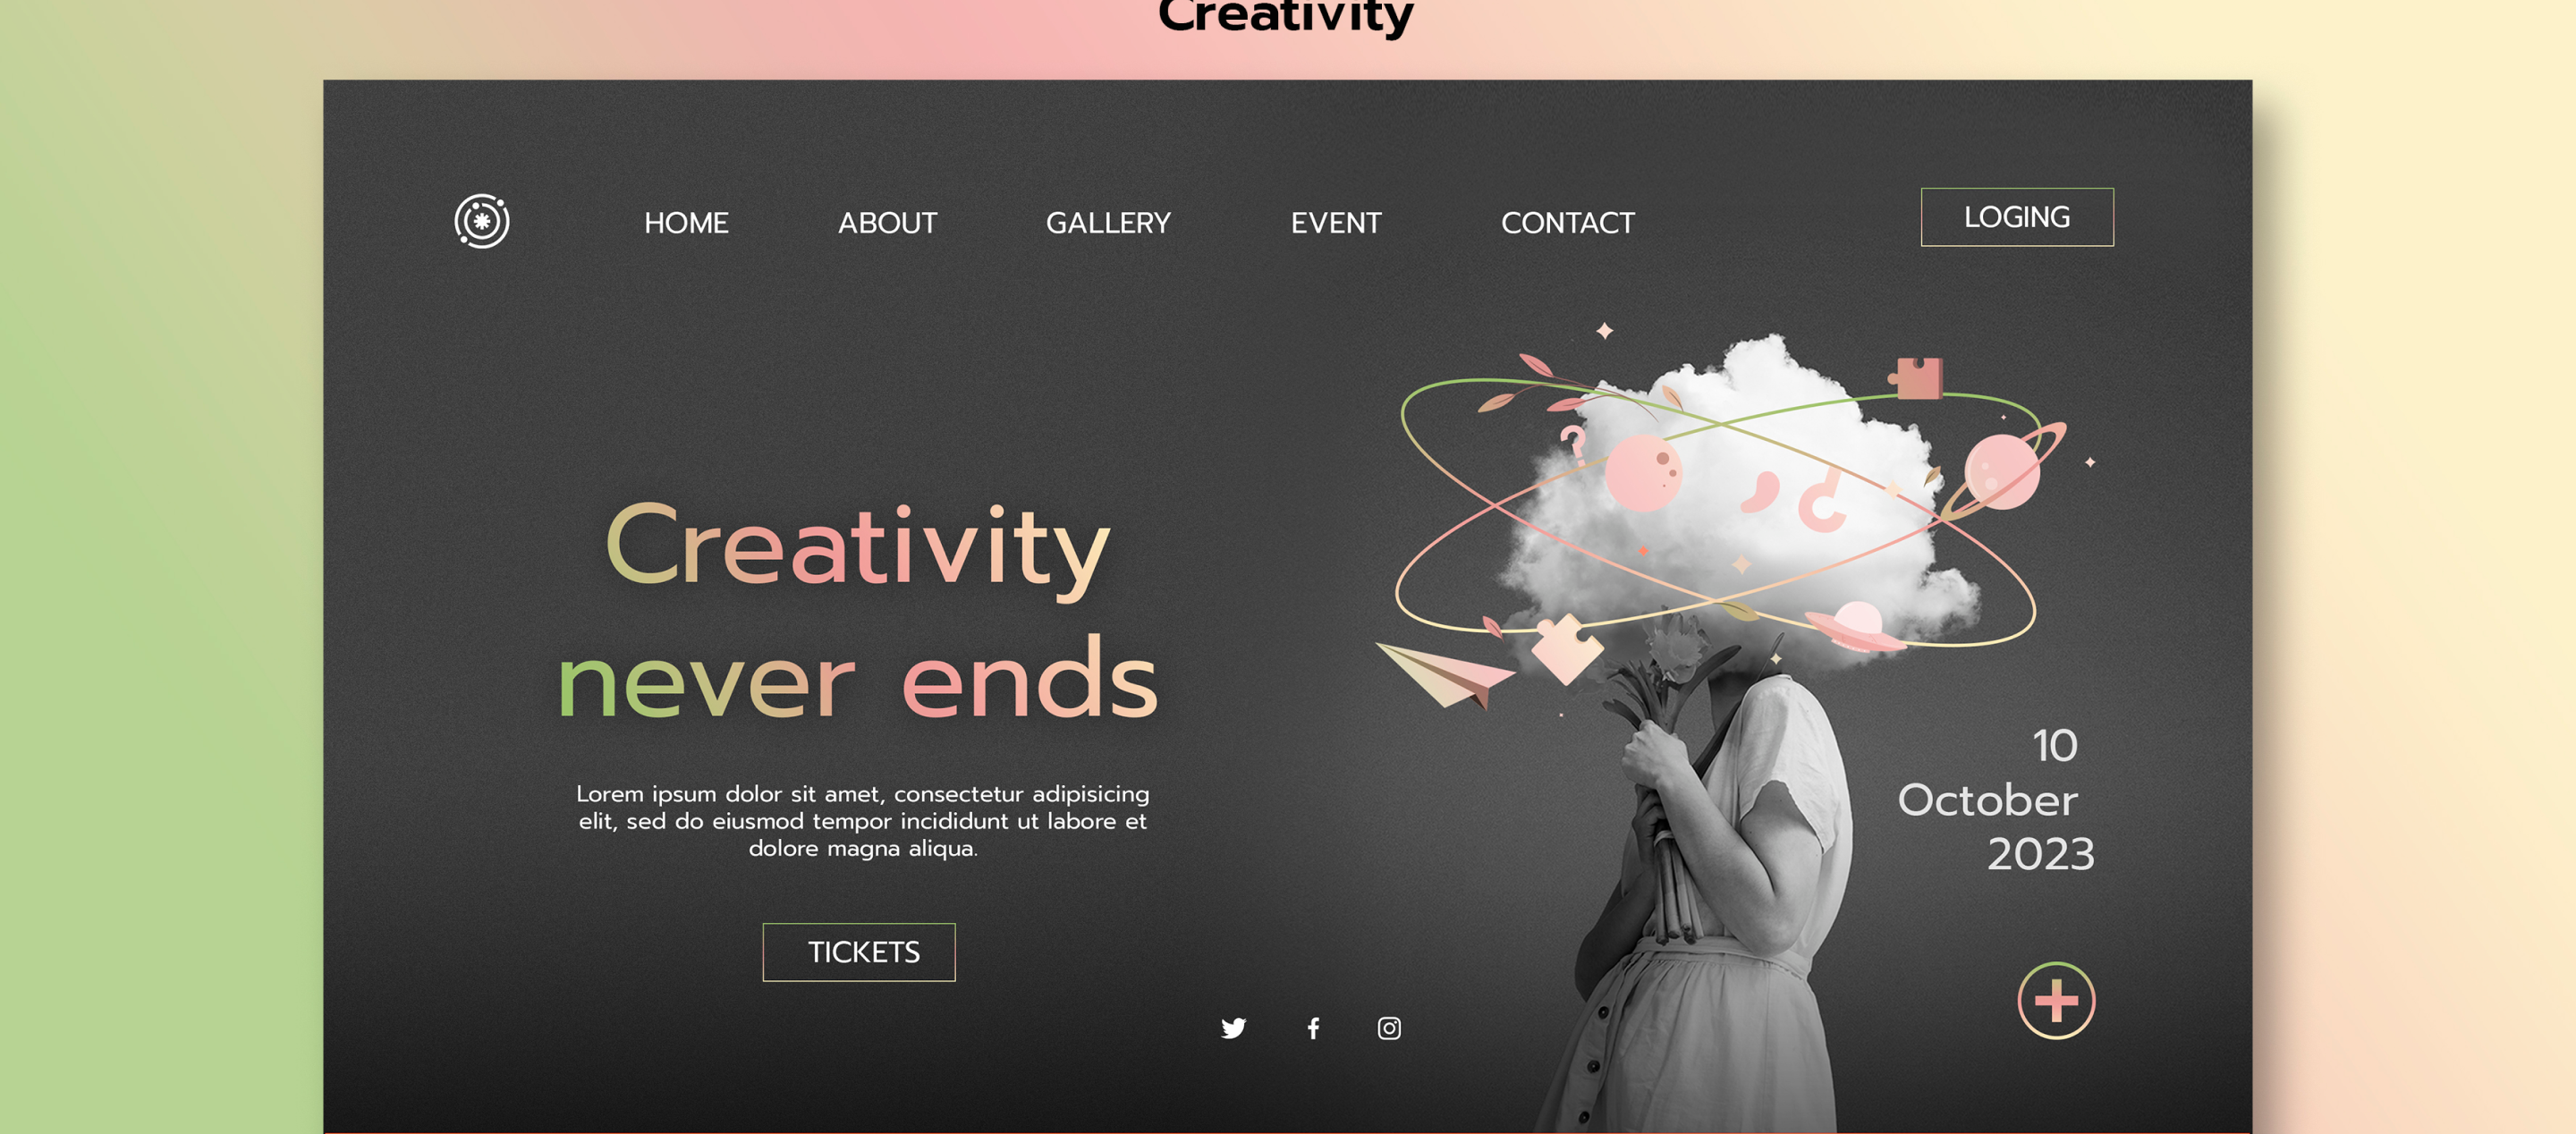 Creativity
HOME ABOUT GALLERY EVENT CONTACT LOGING
Creativity
never ends
Lorem ipsum dolor sit amet, consectetur adipisicing
elit, sed do eiusmod tempor incididunt ut labore et
dolore magna aliqua.
TICKETS
10
October
2023